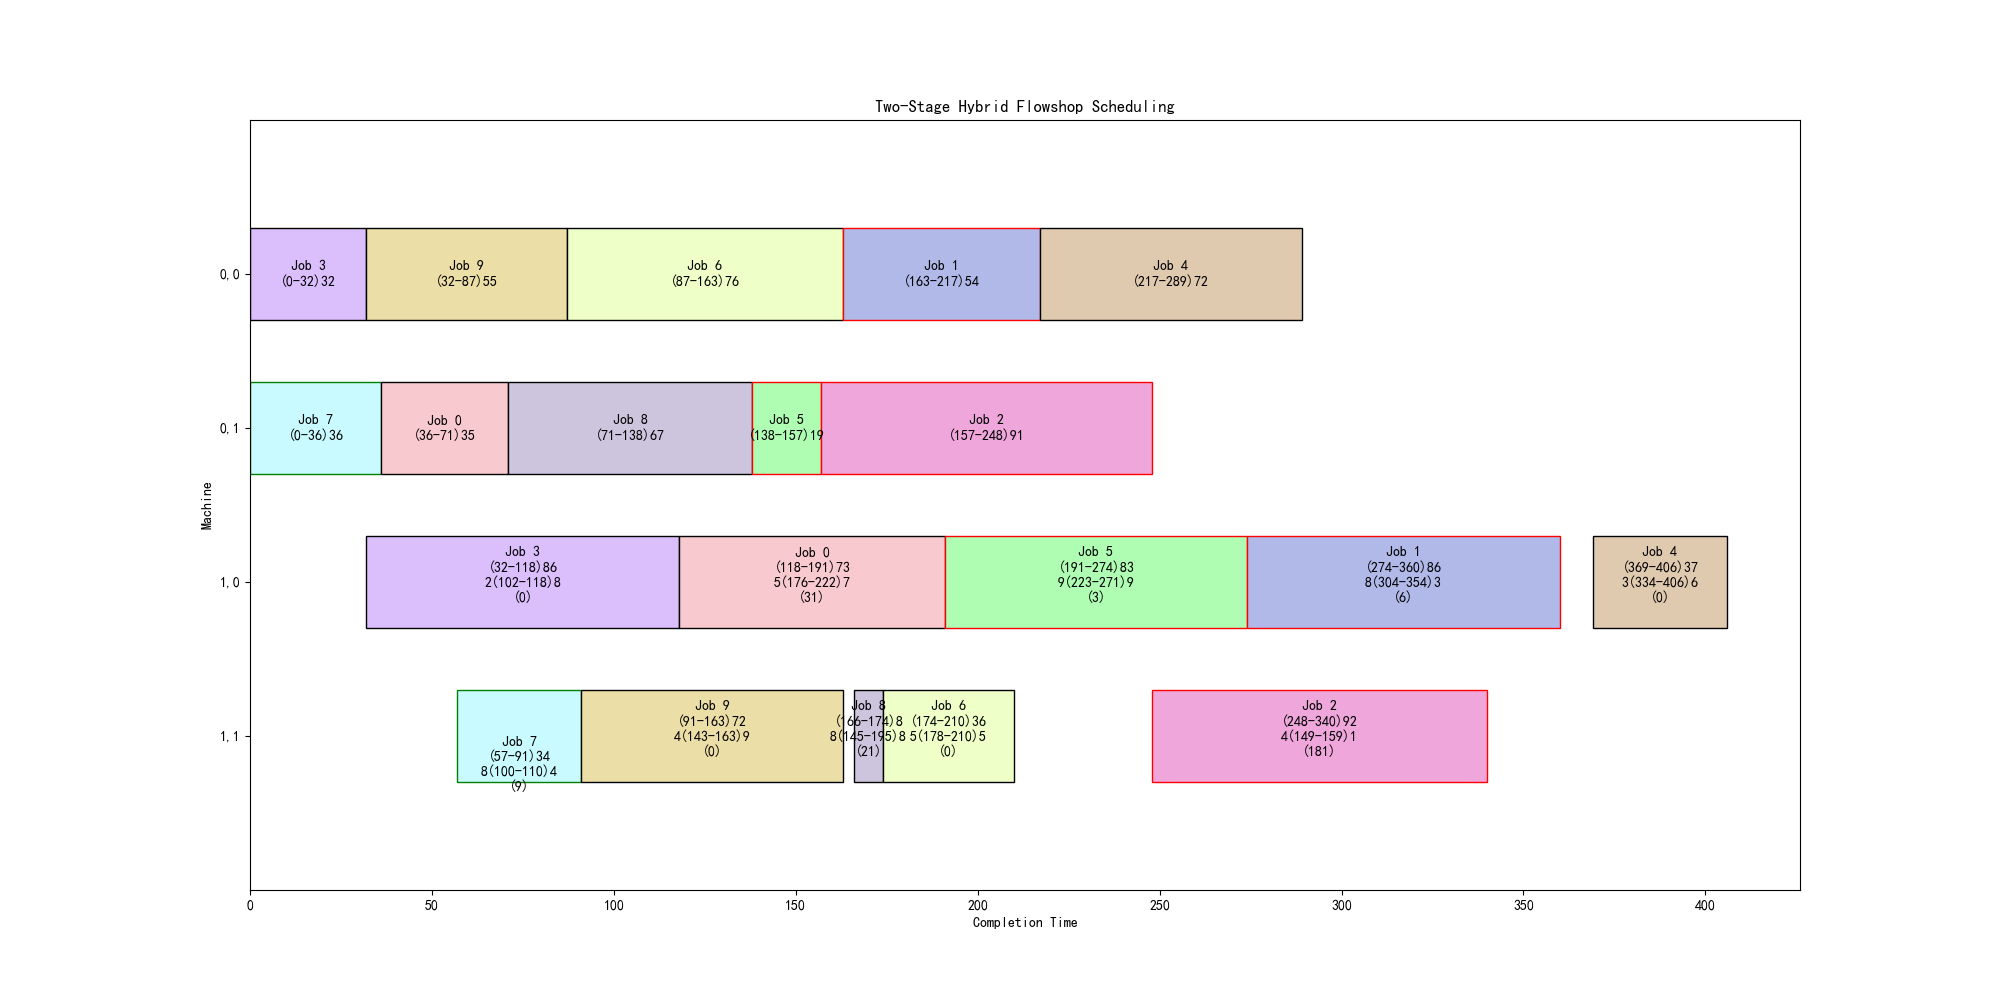 Two-Stage Hybrid Flowshop Scheduling
0,0
Job 3
(0-32)32
Job 9
(32-87)55
Job 6
(87-163)76
Job 1
(163-217)54
Job 4
(217-289)72
0,1
Job 7
(0-36)36
Job 0
(36-71)35
Job 8
(71-138)67
Job 5
(138-157)19
Job 2
(157-248)91
Machine
1,0
Job 3
(32-118)86
2(102-118)8
(0)
Job 0
(118-191)73
5(176-222)7
(31)
Job 5
(191-274)83
9(223-271)9
(3)
Job 1
(274-360)86
8(304-354)3
(6)
Job 4
(369-406)37
3(334-406)6
(0)
1,1
Job 7
(57-91)34
8(100-110)4
(9)
Job 9
(91-163)72
4(143-163)9
(0)
Job 8
(166-174)8
8(145-195)8
(21)
Job 6
(174-210)36
5(178-210)5
(0)
Job 2
(248-340)92
4(149-159)1
(181)
0 50 100 150 200 250 300 350 400
Completion Time